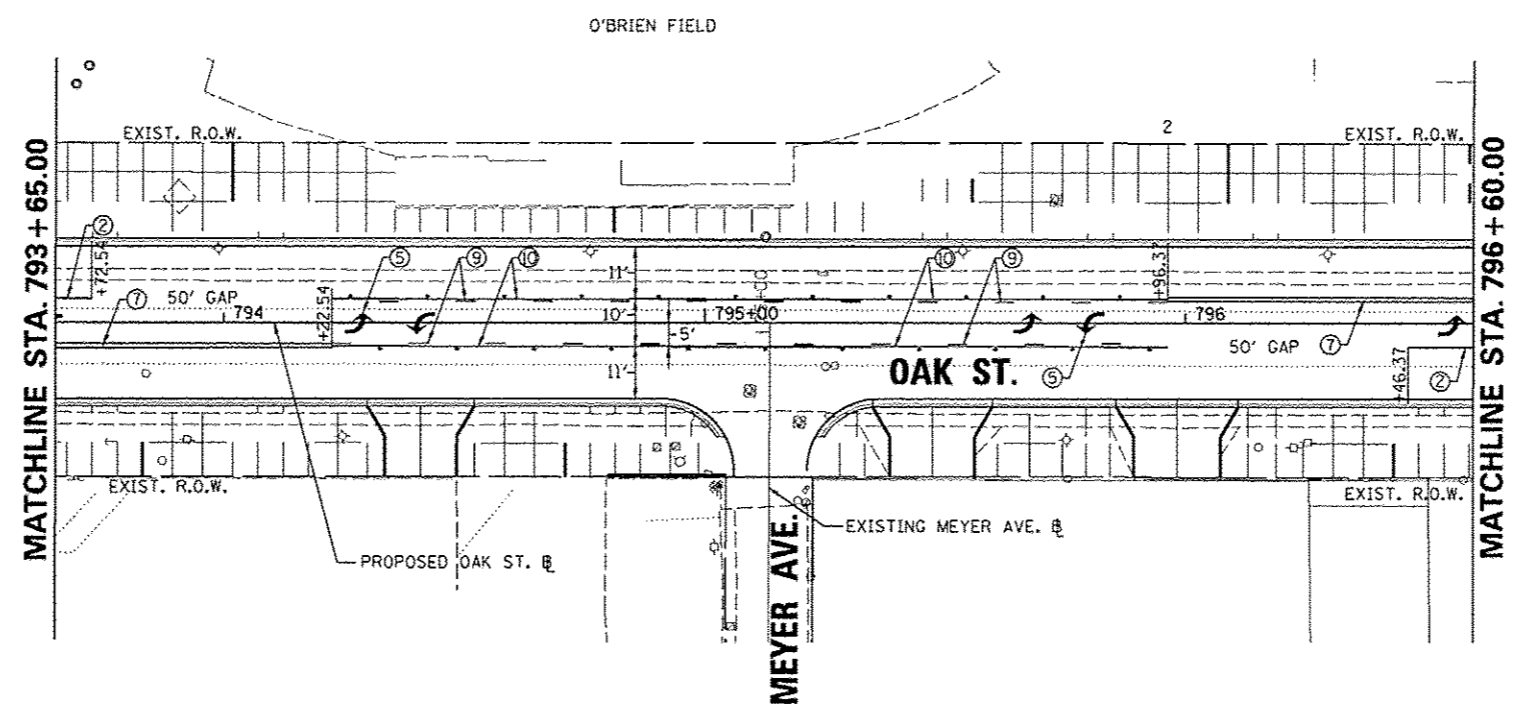 O'BRIEN FIELD
EXIST. R.O.W.
2
EXIST. R.O.W.
MATCHLINE STA. 793+65.00
MATCHLINE STA. 796+60.00
2
+72.54
5
9
10
11'
10
9
+96.37
7
50' GAP
794
+22.54
10'
795+00
5'
796
11'
OAK ST.
5
50' GAP
7
+46.37
2
EXIST. R.O.W.
EXIST. R.O.W.
EXISTING MEYER AVE. ℄
PROPOSED OAK ST. ℄
MEYER AVE.